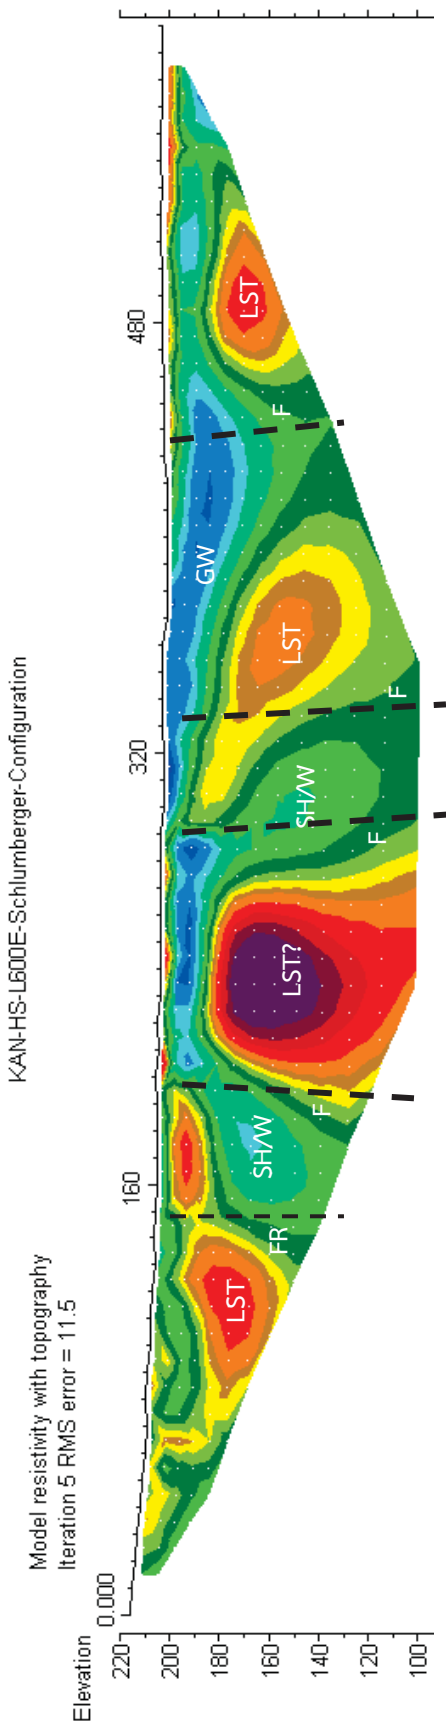 KAN-HS-L600E-Schlumberger-Configuration
Model resistivity with topography
Iteration 5 RMS error = 11.5
Elevation
0.000
160
320
480
220
200
180
160
140
120
100
LST
FR
SH/W
F
LST?
F
SH/W
F
LST
GW
F
LST